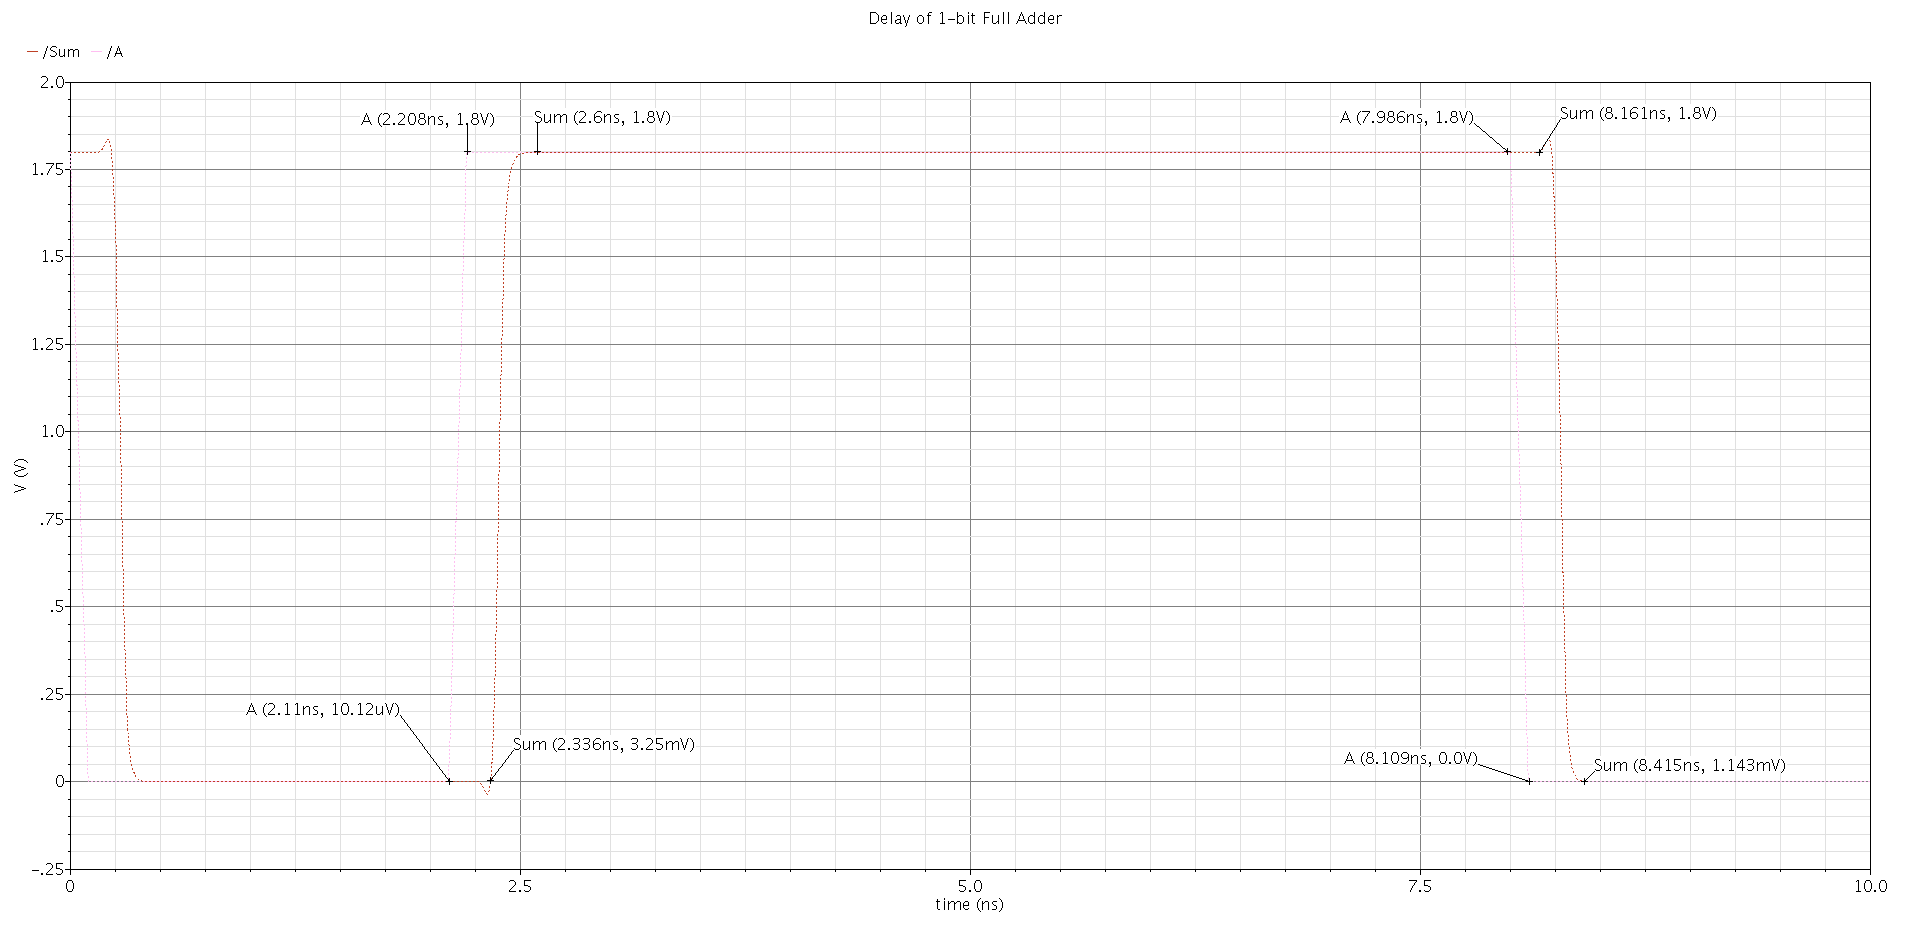 Delay of 1-bit Full Adder
/Sum /A
2.0
A (2.208ns, 1.8V)
Sum (2.6ns, 1.8V)
A (7.986ns, 1.8V)
Sum (8.161ns, 1.8V)
1.75
1.5
1.25
1.0
V (V)
.75
.5
.25
A (2.11ns, 10.12uV)
Sum (2.336ns, 3.25mV)
A (8.109ns, 0.0V)
Sum (8.415ns, 1.143mV)
0
-.25
0 2.5 5.0 7.5 10.0
time (ns)